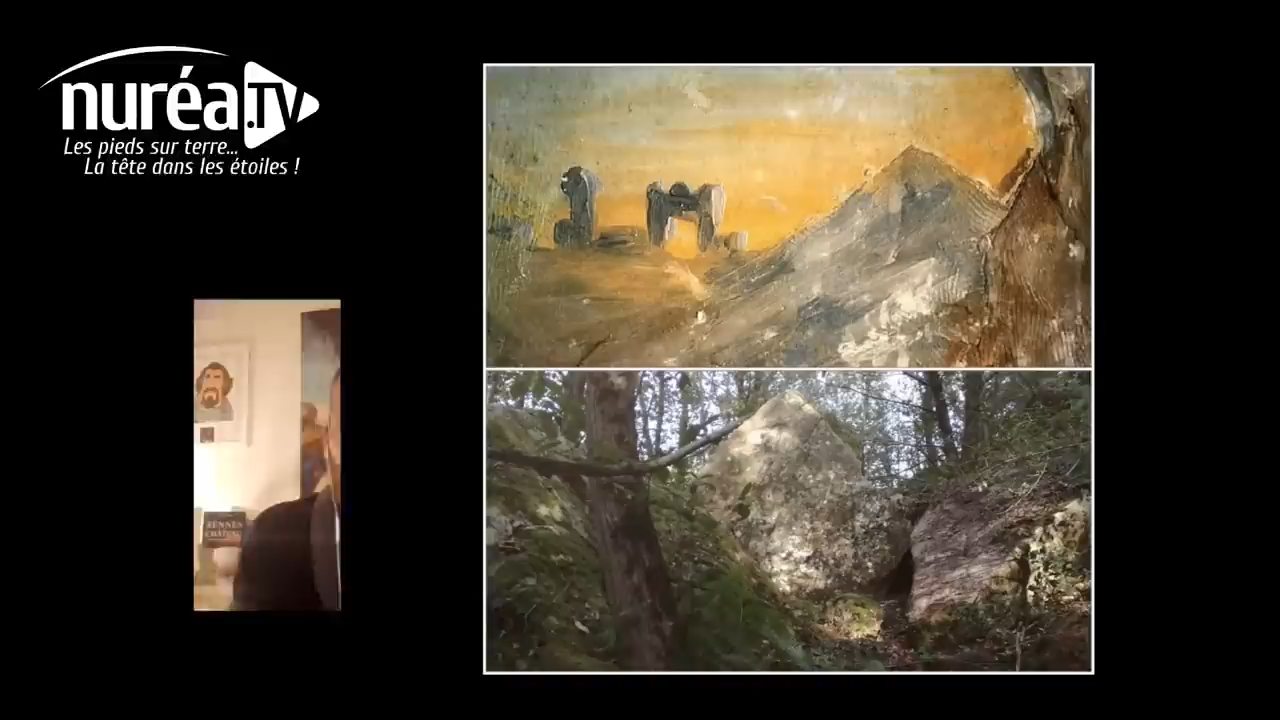 nuréa.TV
Les pieds sur terre...
La tête dans les étoiles !
RENNES
CHÂTEAU